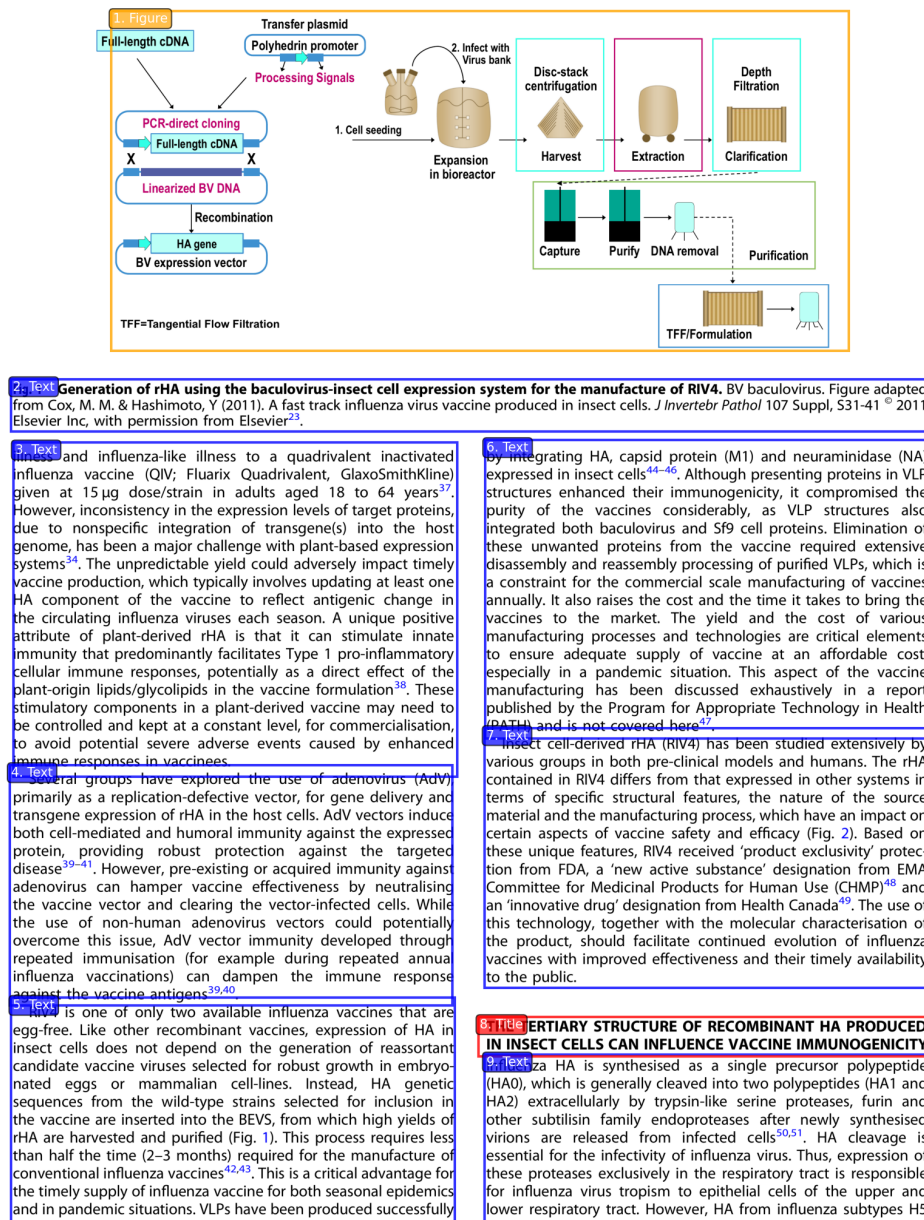 1. Figure
Full-length cDNA
Transfer plasmid
Polyhedrin promoter
Processing Signals
PCR-direct cloning
Full-length cDNA
X X
Linearized BV DNA
Recombination
HA gene
BV expression vector
TFF=Tangential Flow Filtration
1. Cell seeding
2. Infect with
Virus bank
Expansion
in bioreactor
Disc-stack
centrifugation
Harvest
Extraction
Depth
Filtration
Clarification
Capture
Purify
DNA removal
Purification
TFF/Formulation
2. Text
Generation of rHA using the baculovirus-insect cell expression system for the manufacture of RIV4. BV baculovirus. Figure adapted
from Cox, M. M. & Hashimoto, Y (2011). A fast track influenza virus vaccine produced in insect cells. J Invertebr Pathol 107 Suppl, S31-41 © 2011
Elsevier Inc, with permission from Elsevier23.
3. Text
illness and influenza-like illness to a quadrivalent inactivated
influenza vaccine (QIV; Fluarix Quadrivalent, GlaxoSmithKline)
given at 15 µg dose/strain in adults aged 18 to 64 years37.
However, inconsistency in the expression levels of target proteins,
due to nonspecific integration of transgene(s) into the host
genome, has been a major challenge with plant-based expression
systems34. The unpredictable yield could adversely impact timely
vaccine production, which typically involves updating at least one
HA component of the vaccine to reflect antigenic change in
the circulating influenza viruses each season. A unique positive
attribute of plant-derived rHA is that it can stimulate innate
immunity that predominantly facilitates Type 1 pro-inflammatory
cellular immune responses, potentially as a direct effect of the
plant-origin lipids/glycolipids in the vaccine formulation38. These
stimulatory components in a plant-derived vaccine may need to
be controlled and kept at a constant level, for commercialisation,
to avoid potential severe adverse events caused by enhanced
immune responses in vaccinees.
4. Text
Several groups have explored the use of adenovirus (AdV),
primarily as a replication-defective vector, for gene delivery and
transgene expression of rHA in the host cells. AdV vectors induce
both cell-mediated and humoral immunity against the expressed
protein, providing robust protection against the targeted
disease39–41. However, pre-existing or acquired immunity against
adenovirus can hamper vaccine effectiveness by neutralising
the vaccine vector and clearing the vector-infected cells. While
the use of non-human adenovirus vectors could potentially
overcome this issue, AdV vector immunity developed through
repeated immunisation (for example during repeated annual
influenza vaccinations) can dampen the immune response
against the vaccine antigens39,40.
5. Text
RIV4 is one of only two available influenza vaccines that are
egg-free. Like other recombinant vaccines, expression of HA in
insect cells does not depend on the generation of reassortant
candidate vaccine viruses selected for robust growth in embryo-
nated eggs or mammalian cell-lines. Instead, HA genetic
sequences from the wild-type strains selected for inclusion in
the vaccine are inserted into the BEVS, from which high yields of
rHA are harvested and purified (Fig. 1). This process requires less
than half the time (2–3 months) required for the manufacture of
conventional influenza vaccines42,43. This is a critical advantage for
the timely supply of influenza vaccine for both seasonal epidemics
and in pandemic situations. VLPs have been produced successfully
6. Text
by integrating HA, capsid protein (M1) and neuraminidase (NA
expressed in insect cells44–46. Although presenting proteins in VLP
structures enhanced their immunogenicity, it compromised the
purity of the vaccines considerably, as VLP structures also
integrated both baculovirus and Sf9 cell proteins. Elimination of
these unwanted proteins from the vaccine required extensive
disassembly and reassembly processing of purified VLPs, which is
a constraint for the commercial scale manufacturing of vaccines
annually. It also raises the cost and the time it takes to bring the
vaccines to the market. The yield and the cost of various
manufacturing processes and technologies are critical elements
to ensure adequate supply of vaccine at an affordable cost
especially in a pandemic situation. This aspect of the vaccine
manufacturing has been discussed exhaustively in a report
published by the Program for Appropriate Technology in Health
(PATH) and is not covered here47.
7. Text
Insect cell-derived rHA (RIV4) has been studied extensively by
various groups in both pre-clinical models and humans. The rHA
contained in RIV4 differs from that expressed in other systems in
terms of specific structural features, the nature of the source
material and the manufacturing process, which have an impact on
certain aspects of vaccine safety and efficacy (Fig. 2). Based on
these unique features, RIV4 received ‘product exclusivity’ protec-
tion from FDA, a ‘new active substance’ designation from EMA
Committee for Medicinal Products for Human Use (CHMP)48 and
an ‘innovative drug’ designation from Health Canada49. The use of
this technology, together with the molecular characterisation of
the product, should facilitate continued evolution of influenza
vaccines with improved effectiveness and their timely availability
to the public.
8. Title
THE TERTIARY STRUCTURE OF RECOMBINANT HA PRODUCED
IN INSECT CELLS CAN INFLUENCE VACCINE IMMUNOGENICITY
9. Text
Influenza HA is synthesised as a single precursor polypeptide
(HA0), which is generally cleaved into two polypeptides (HA1 and
HA2) extracellularly by trypsin-like serine proteases, furin and
other subtilisin family endoproteases after newly synthesised
virions are released from infected cells50,51. HA cleavage is
essential for the infectivity of influenza virus. Thus, expression of
these proteases exclusively in the respiratory tract is responsible
for influenza virus tropism to epithelial cells of the upper and
lower respiratory tract. However, HA from influenza subtypes H5